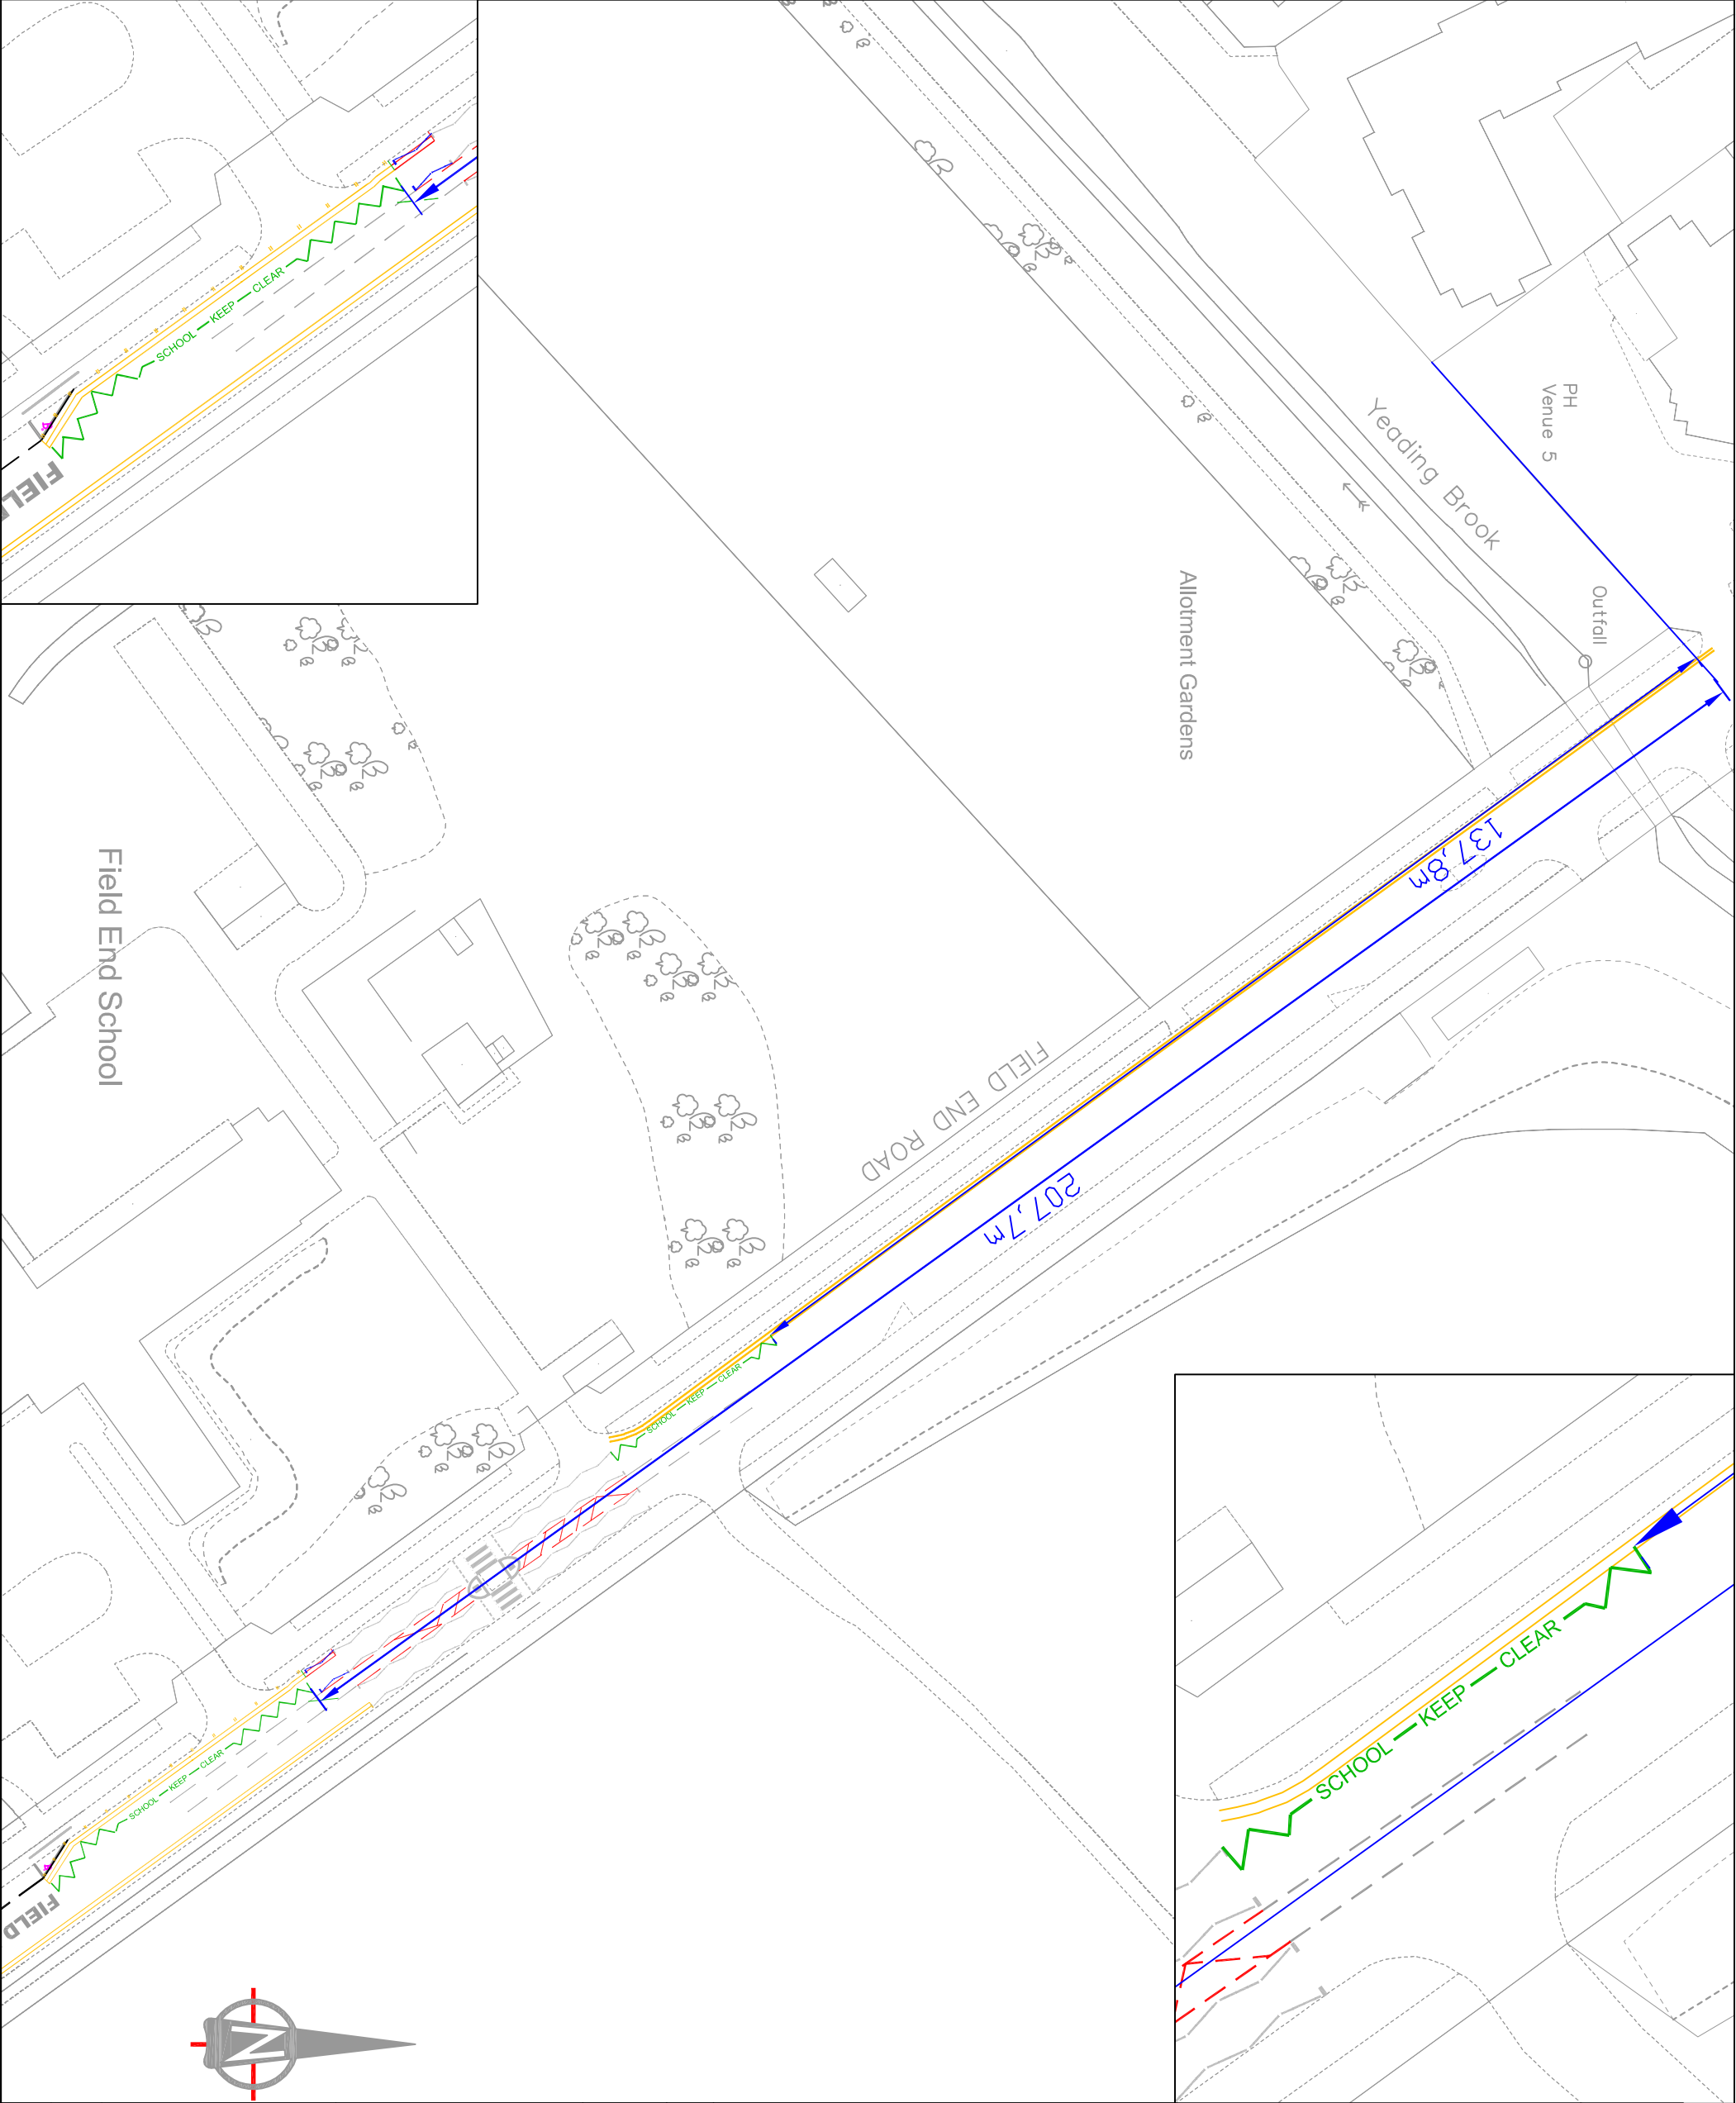 SCHOOL KEEP CLEAR
FIEL
PH
Venue 5
Yeading Brook
Outfall
Allotment Gardens
137,8m
Field End School
FIELD END ROAD
207,7m
SCHOOL KEEP CLEAR
SCHOOL KEEP CLEAR
SCHOOL KEEP CLEAR
FIELD
N